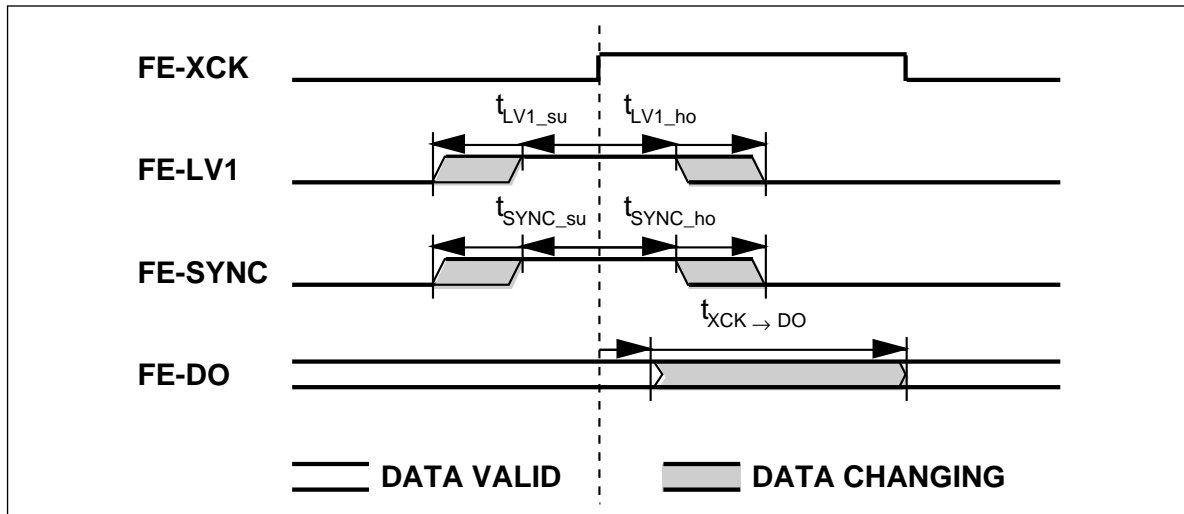 FE-XCK
t_LV1_su t_LV1_ho
FE-LV1
t_SYNC_su t_SYNC_ho
FE-SYNC
t_XCK → DO
FE-DO
DATA VALID DATA CHANGING